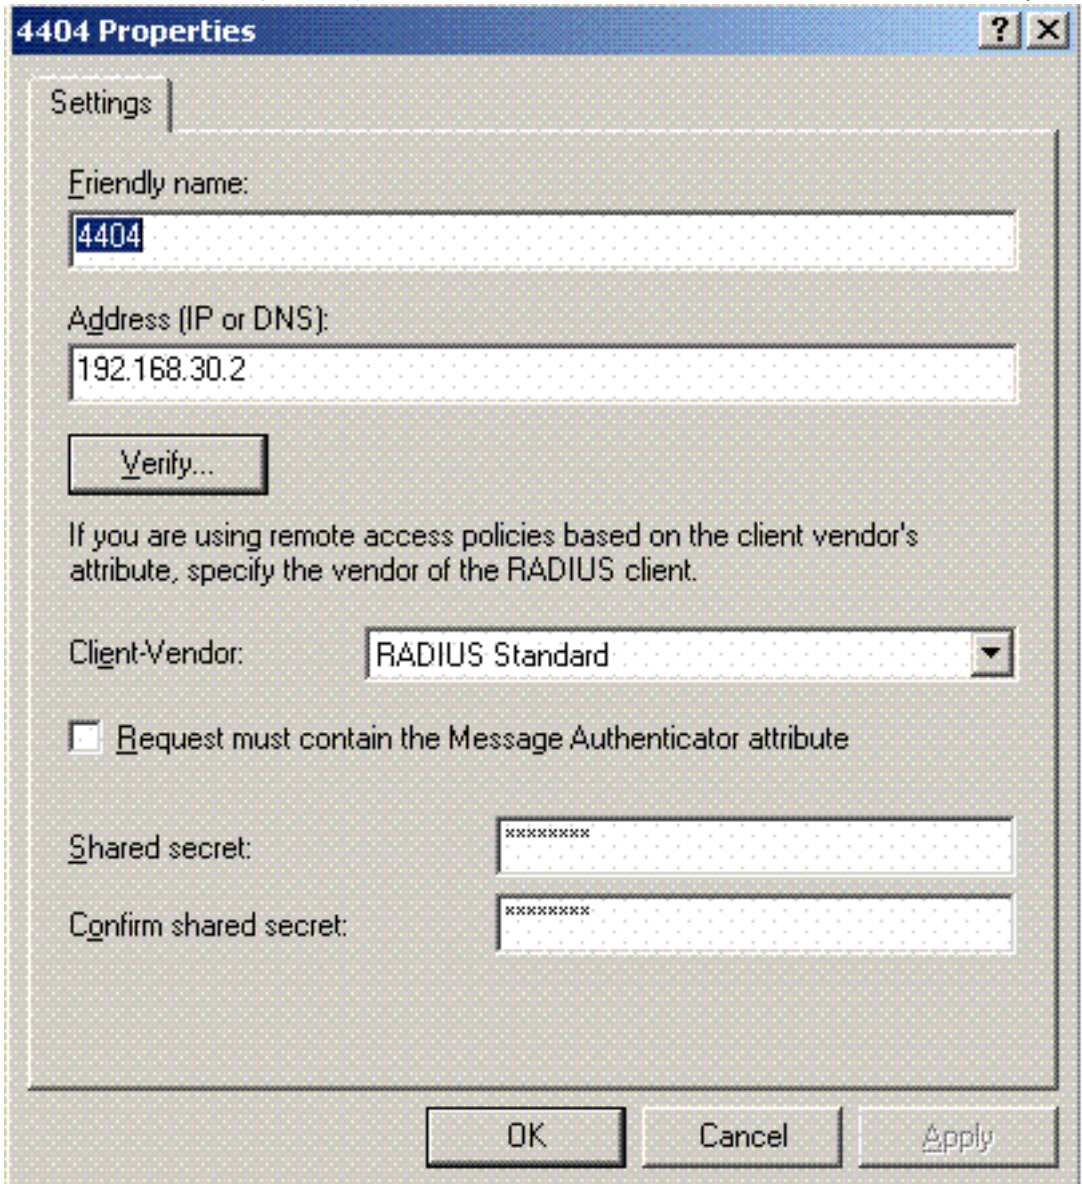 4404 Properties
Settings
Friendly name:
4404
Address (IP or DNS):
192.168.30.2
Verify...
If you are using remote access policies based on the client vendor's
attribute, specify the vendor of the RADIUS client.
Client-Vendor: RADIUS Standard
Request must contain the Message Authenticator attribute
Shared secret: ××××××××
Confirm shared secret: ××××××××
OK Cancel Apply